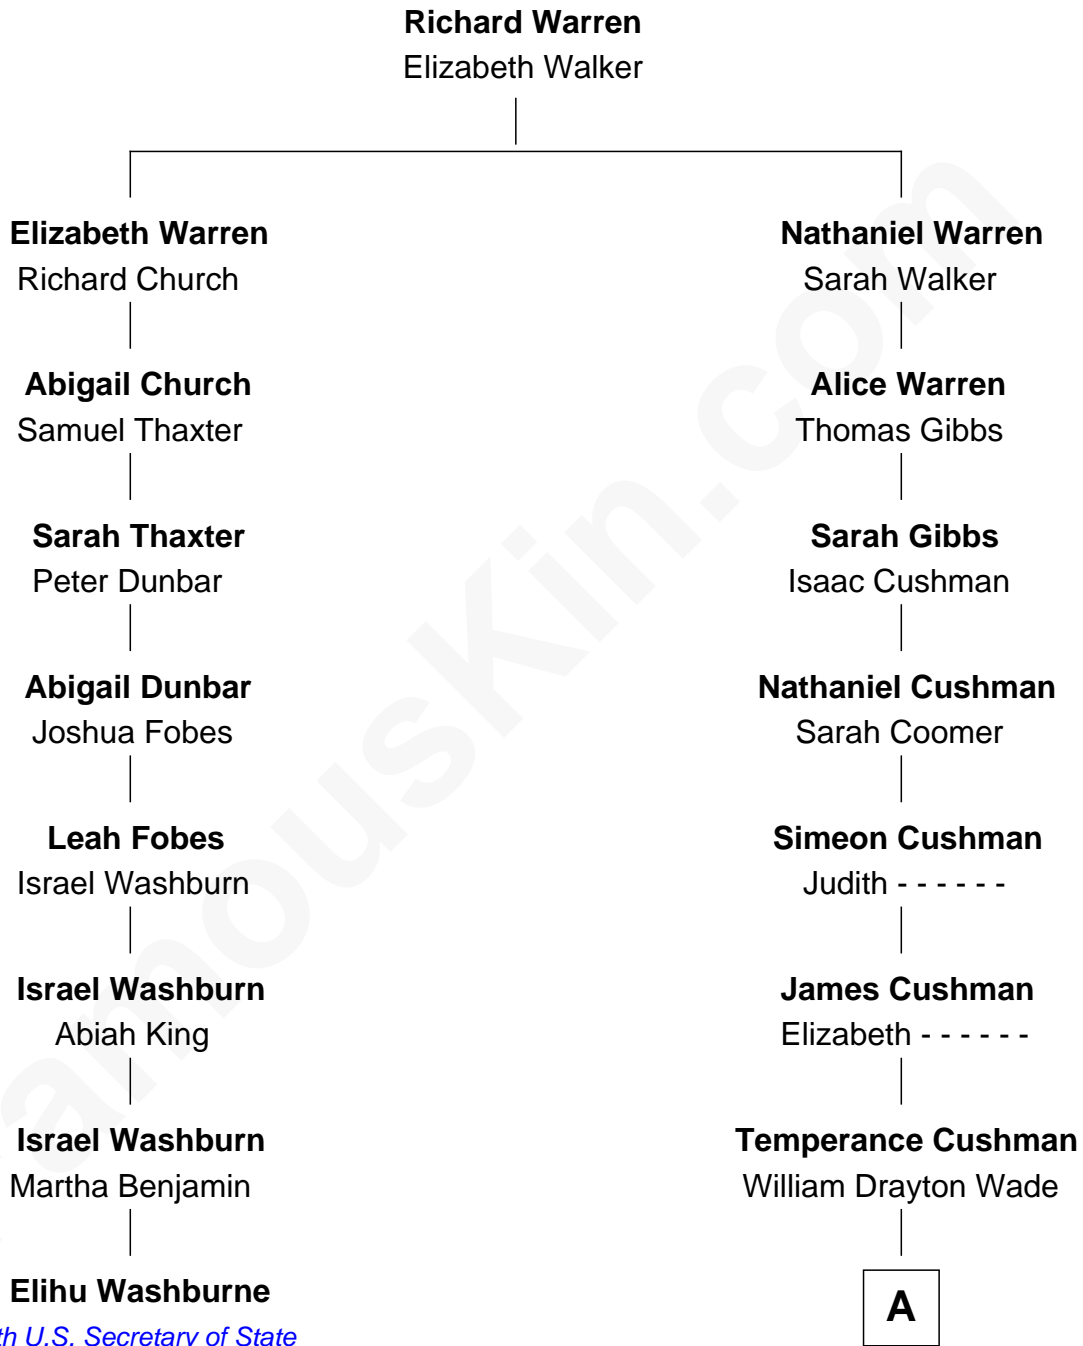 Richard Warren
Elizabeth Walker
Elizabeth Warren
Richard Church
Nathaniel Warren
Sarah Walker
Abigail Church
Samuel Thaxter
Alice Warren
Thomas Gibbs
Sarah Thaxter
Peter Dunbar
Sarah Gibbs
Isaac Cushman
Abigail Dunbar
Joshua Fobes
Nathaniel Cushman
Sarah Coomer
Leah Fobes
Israel Washburn
Simeon Cushman
Judith - - - - - -
Israel Washburn
Abiah King
James Cushman
Elizabeth - - - - - -
Israel Washburn
Martha Benjamin
Temperance Cushman
William Drayton Wade
Elihu Washburne
th U.S. Secretary of State
A
amousKin.com